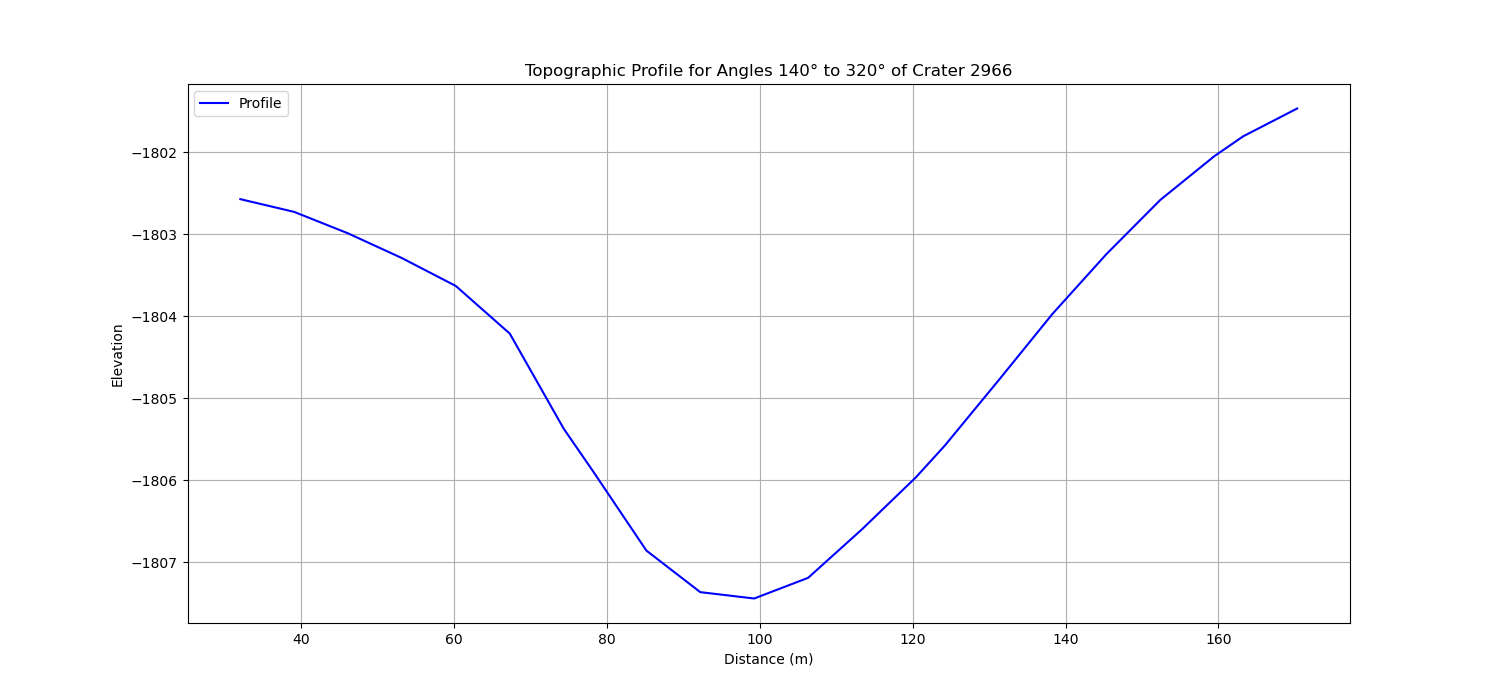 Topographic Profile for Angles 140° to 320° of Crater 2966
Profile
−1802
−1803
−1804
−1805
−1806
−1807
Elevation
40 60 80 100 120 140 160
Distance (m)